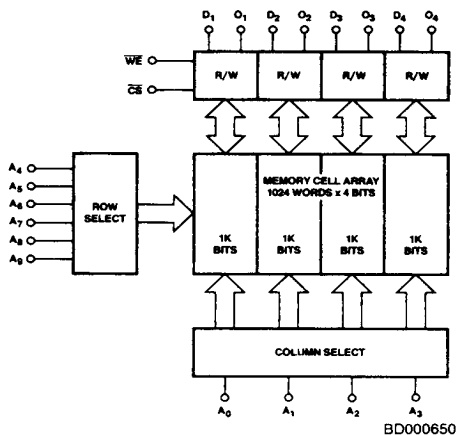 D1 O1 D2 O2 D3 O3 D4 O4
WE
CS
R/W R/W R/W R/W
A4
A5
A6
A7
A8
A9
ROW
SELECT
MEMORY CELL ARRAY
1024 WORDS x 4 BITS
1K
BITS
1K
BITS
1K
BITS
1K
BITS
COLUMN SELECT
A0 A1 A2 A3
BD000650